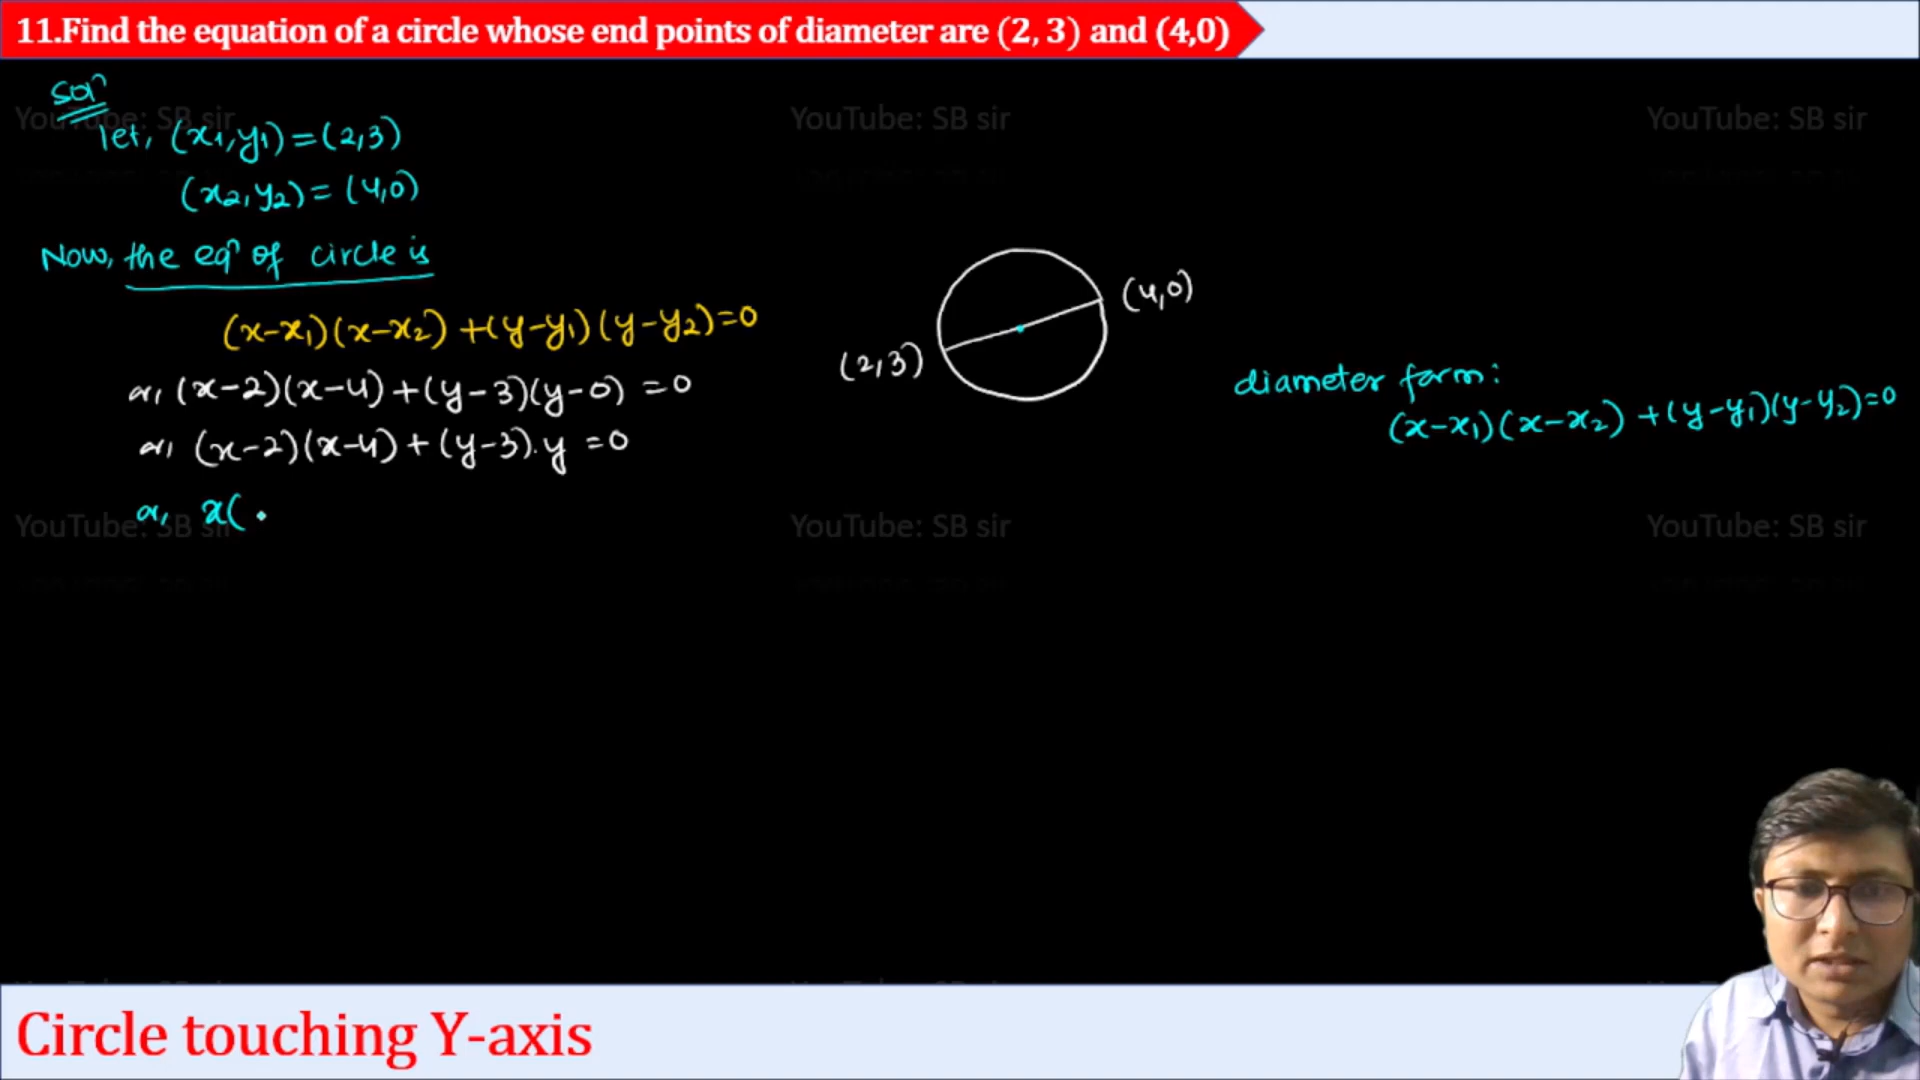 11.Find the equation of a circle whose end points of diameter are (2, 3) and (4,0)
Solⁿ
YouTube: SB sir YouTube: SB sir YouTube: SB sir
let, (x₁,y₁)=(2,3)
(x₂,y₂)=(4,0)
Now, the eqⁿ of circle is
(x-x₁)(x-x₂)+(y-y₁)(y-y₂)=0
or, (x-2)(x-4)+(y-3)(y-0)=0
or, (x-2)(x-4)+(y-3).y=0
or, x(
(4,0)
(2,3)
diameter form:
(x-x₁)(x-x₂)+(y-y₁)(y-y₂)=0
YouTube: SB sir YouTube: SB sir YouTube: SB sir
Circle touching Y-axis